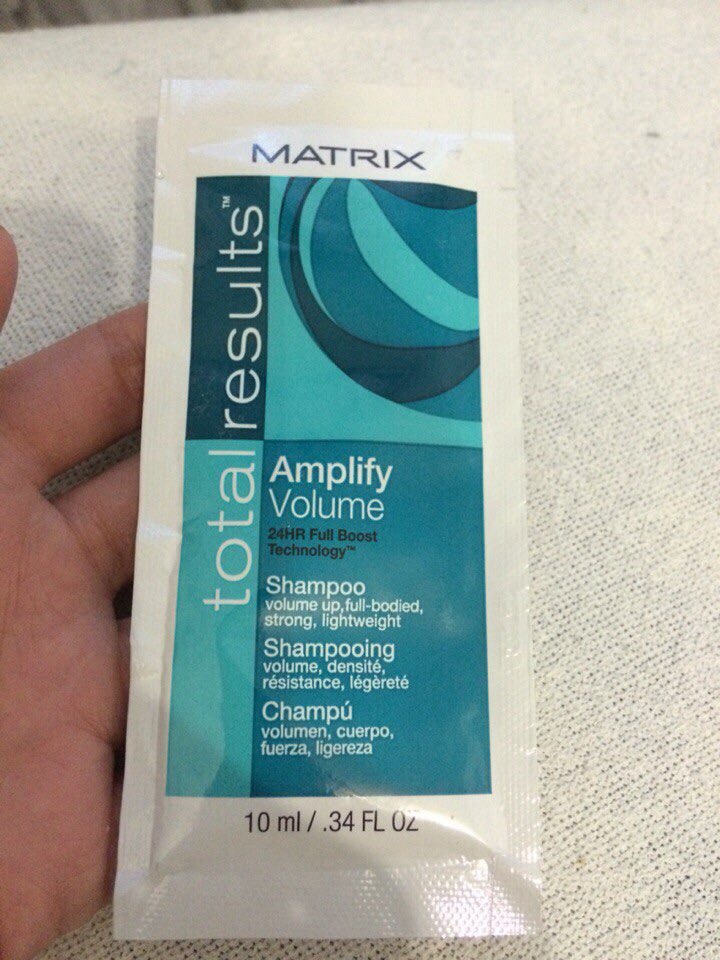 MATRIX
total results™
Amplify
Volume
24HR Full Boost
Technology™
Shampoo
volume up,full-bodied,
strong, lightweight
Shampooing
volume, densité,
résistance, légèreté
Champú
volumen, cuerpo,
fuerza, ligereza
10 ml / .34 FL OZ